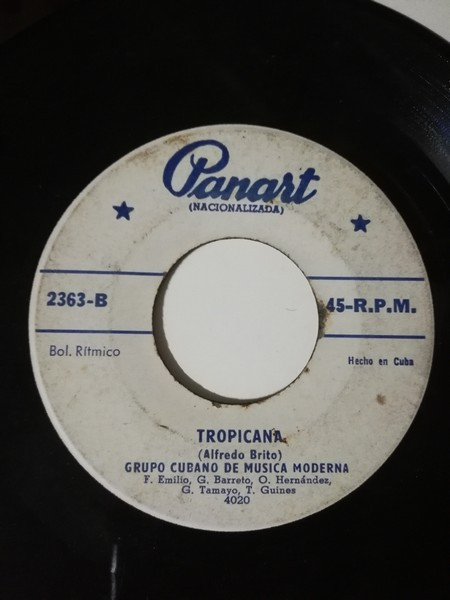 Panart
(NACIONALIZADA)
2363-B
45-R.P.M.
Bol. Rítmico
Hecho en Cuba
TROPICANA
(Alfredo Brito)
GRUPO CUBANO DE MUSICA MODERNA
F. Emilio, G. Barreto, O. Hernández,
G. Tamayo, T. Guines
4020